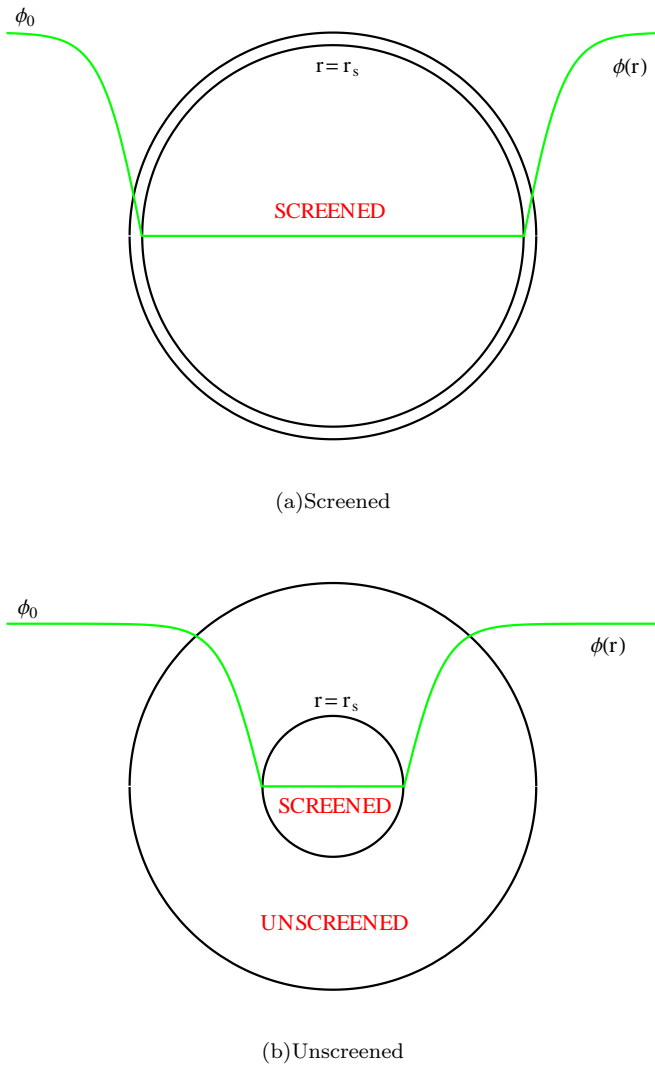 ϕ₀
r = rₛ
ϕ(r)
SCREENED
(a)Screened
ϕ₀
ϕ(r)
r = rₛ
SCREENED
UNSCREENED
(b)Unscreened